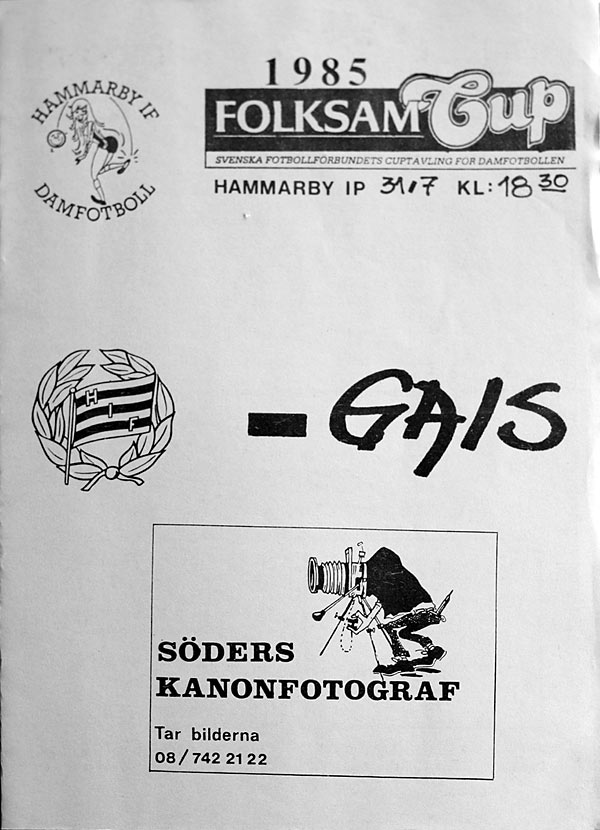 HAMMARBY IF
DAMFOTBOLL
1985
FOLKSAM Cup
SVENSKA FOTBOLLFÖRBUNDETS CUPTÄVLING FÖR DAMFOTBOLLEN
HAMMARBY IP 31/7 KL: 18 30
HIF
- GAIS
SÖDERS
KANONFOTOGRAF
Tar bilderna
08/742 21 22